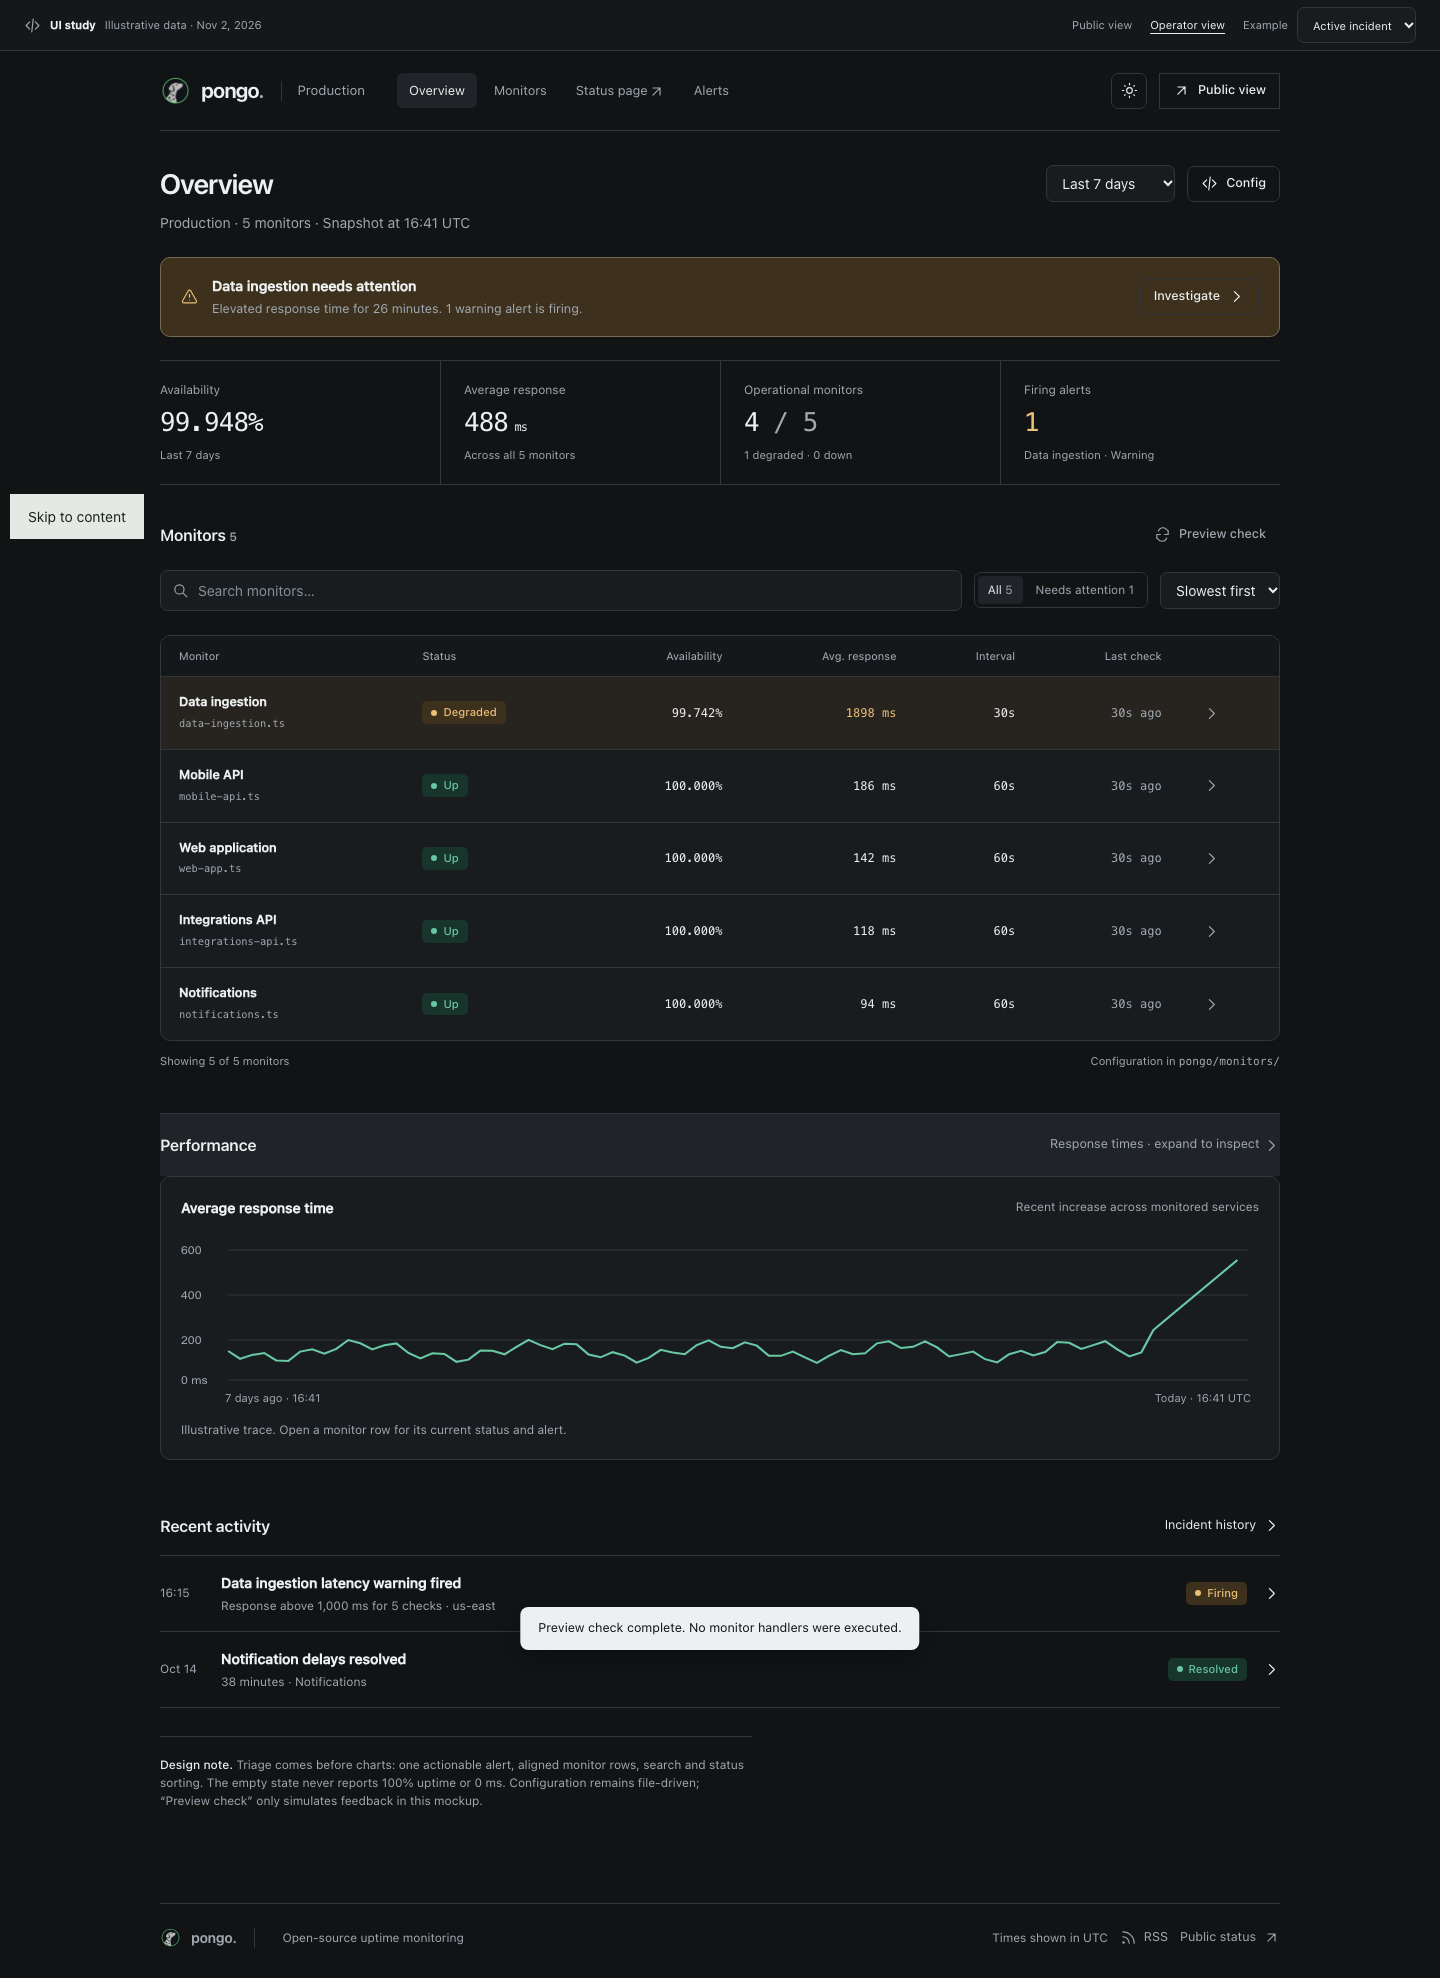 UI study Illustrative data · Nov 2, 2026 Public view Operator view Example Active incident
pongo. Production Overview Monitors Status page Alerts Public view
Overview Last 7 days Config
Production · 5 monitors · Snapshot at 16:41 UTC
Data ingestion needs attention
Elevated response time for 26 minutes. 1 warning alert is firing. Investigate
Availability Average response Operational monitors Firing alerts
99.948% 488 ms 4 / 5 1
Last 7 days Across all 5 monitors 1 degraded · 0 down Data ingestion · Warning
Skip to content
Monitors 5 Preview check
Search monitors... All 5 Needs attention 1 Slowest first
Monitor Status Availability Avg. response Interval Last check
Data ingestion
data-ingestion.ts Degraded 99.742% 1898 ms 30s 30s ago
Mobile API
mobile-api.ts Up 100.000% 186 ms 60s 30s ago
Web application
web-app.ts Up 100.000% 142 ms 60s 30s ago
Integrations API
integrations-api.ts Up 100.000% 118 ms 60s 30s ago
Notifications
notifications.ts Up 100.000% 94 ms 60s 30s ago
Showing 5 of 5 monitors Configuration in pongo/monitors/
Performance Response times · expand to inspect
Average response time Recent increase across monitored services
600
400
200
0 ms
7 days ago · 16:41 Today · 16:41 UTC
Illustrative trace. Open a monitor row for its current status and alert.
Recent activity Incident history
16:15 Data ingestion latency warning fired Firing
Response above 1,000 ms for 5 checks · us-east
Preview check complete. No monitor handlers were executed.
Oct 14 Notification delays resolved Resolved
38 minutes · Notifications
Design note. Triage comes before charts: one actionable alert, aligned monitor rows, search and status
sorting. The empty state never reports 100% uptime or 0 ms. Configuration remains file-driven;
“Preview check” only simulates feedback in this mockup.
pongo. Open-source uptime monitoring Times shown in UTC RSS Public status